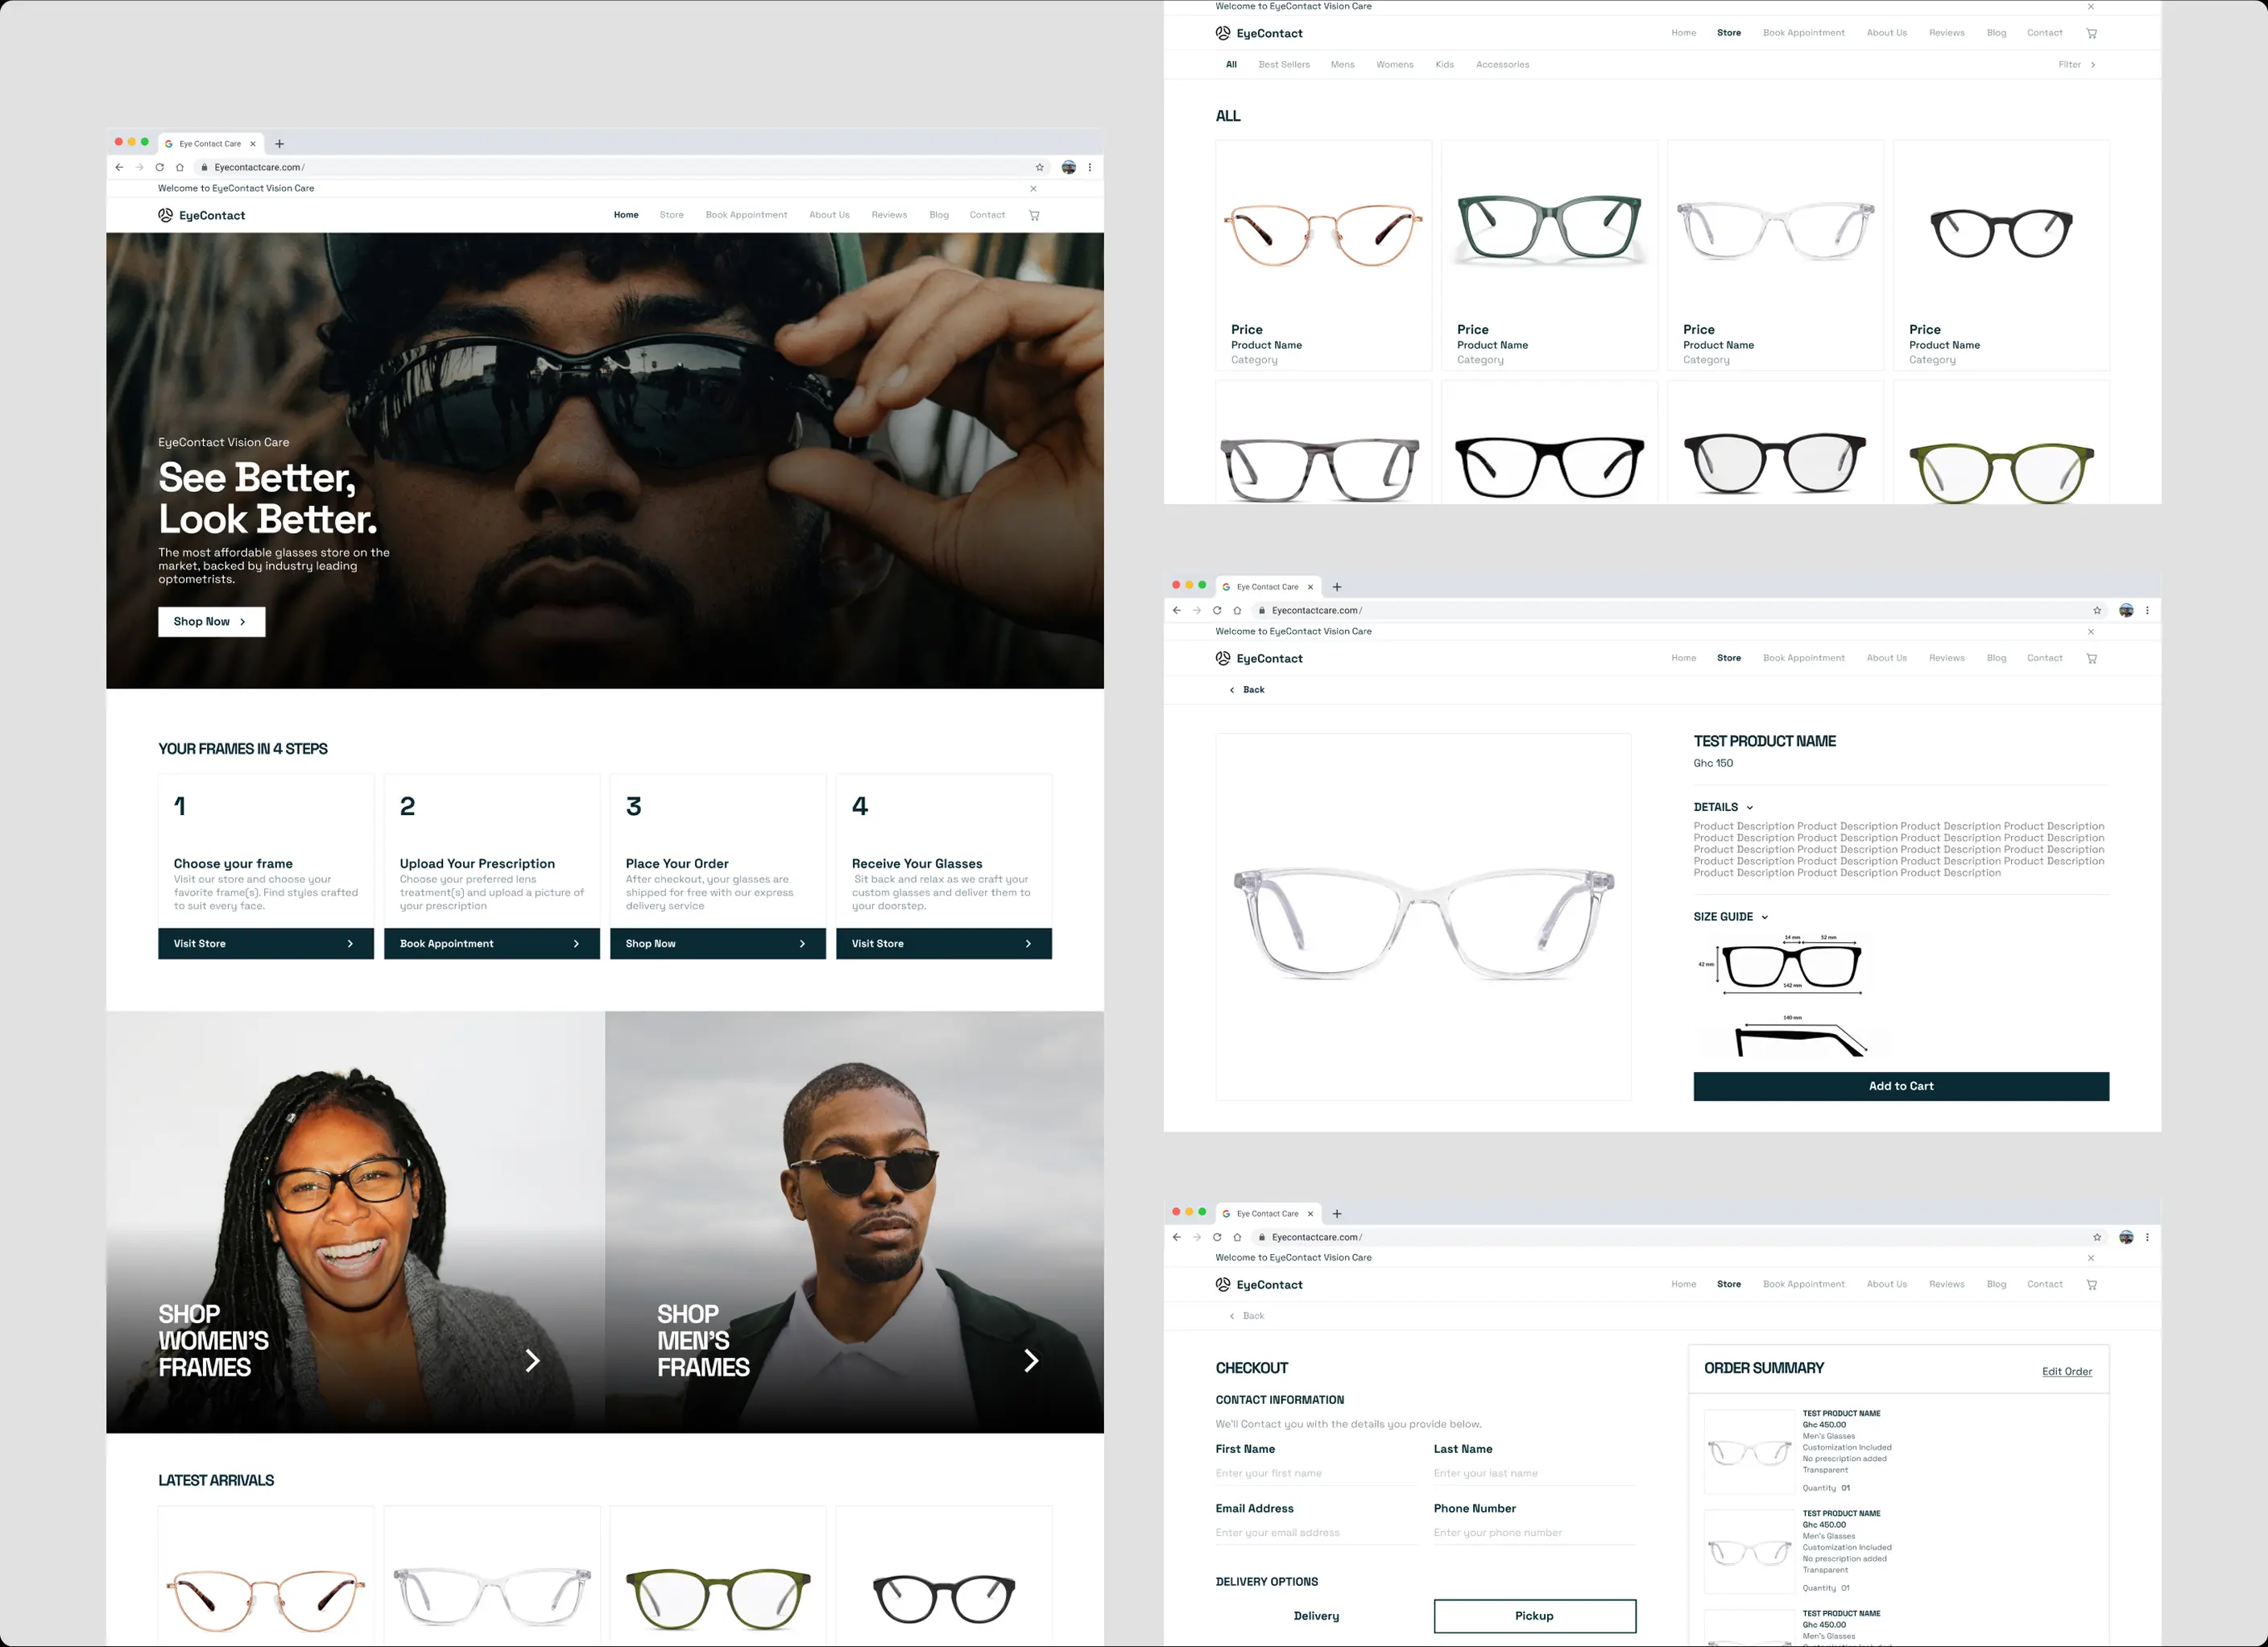 Eye Contact Care
Eyecontactcare.com/
Welcome to EyeContact Vision Care
EyeContact
Home Store Book Appointment About Us Reviews Blog Contact
EyeContact Vision Care
See Better,
Look Better.
The most affordable glasses store on the
market, backed by industry leading
optometrists.
Shop Now
YOUR FRAMES IN 4 STEPS
1
Choose your frame
Visit our store and choose your
favorite frame(s). Find styles crafted
to suit every face.
Visit Store
2
Upload Your Prescription
Choose your preferred lens
treatment(s) and upload a picture of
your prescription
Book Appointment
3
Place Your Order
After checkout, your glasses are
shipped for free with our express
delivery service
Shop Now
4
Receive Your Glasses
Sit back and relax as we craft your
custom glasses and deliver them to
your doorstep.
Visit Store
SHOP
WOMEN'S
FRAMES
SHOP
MEN'S
FRAMES
LATEST ARRIVALS
Welcome to EyeContact Vision Care
EyeContact
Home Store Book Appointment About Us Reviews Blog Contact
All Best Sellers Mens Womens Kids Accessories Filter
ALL
Price
Product Name
Category
Price
Product Name
Category
Price
Product Name
Category
Price
Product Name
Category
Eye Contact Care
Eyecontactcare.com/
Welcome to EyeContact Vision Care
EyeContact
Home Store Book Appointment About Us Reviews Blog Contact
Back
TEST PRODUCT NAME
Ghc 150
DETAILS
Product Description Product Description Product Description Product Description
Product Description Product Description Product Description Product Description
Product Description Product Description Product Description Product Description
Product Description Product Description Product Description Product Description
Product Description Product Description Product Description
SIZE GUIDE
14 mm 52 mm
42 mm
142 mm
140 mm
Add to Cart
Eye Contact Care
Eyecontactcare.com/
Welcome to EyeContact Vision Care
EyeContact
Home Store Book Appointment About Us Reviews Blog Contact
Back
CHECKOUT
CONTACT INFORMATION
We'll Contact you with the details you provide below.
First Name
Enter your first name
Last Name
Enter your last name
Email Address
Enter your email address
Phone Number
Enter your phone number
DELIVERY OPTIONS
Delivery
Pickup
ORDER SUMMARY
Edit Order
TEST PRODUCT NAME
Ghc 450.00
Men's Glasses
Customization Included
No prescription added
Transparent
Quantity 01
TEST PRODUCT NAME
Ghc 450.00
Men's Glasses
Customization Included
No prescription added
Transparent
Quantity 01
TEST PRODUCT NAME
Ghc 450.00
Men's Glasses